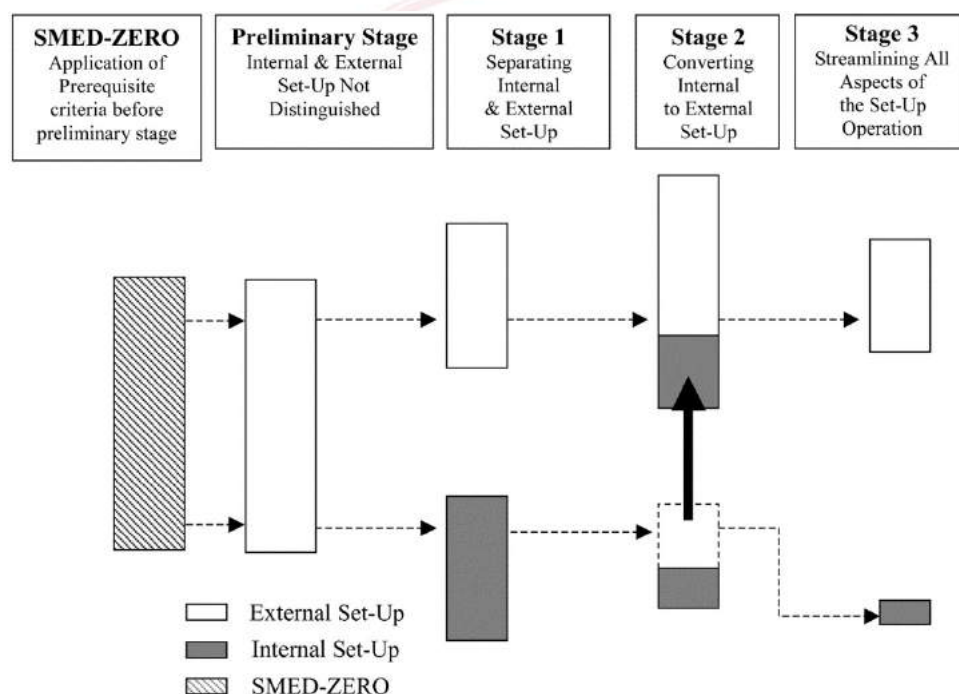 SMED-ZERO
Application of
Prerequisite
criteria before
preliminary stage
Preliminary Stage
Internal & External
Set-Up Not
Distinguished
Stage 1
Separating
Internal
& External
Set-Up
Stage 2
Converting
Internal
to External
Set-Up
Stage 3
Streamlining All
Aspects of
the Set-Up
Operation
External Set-Up
Internal Set-Up
SMED-ZERO